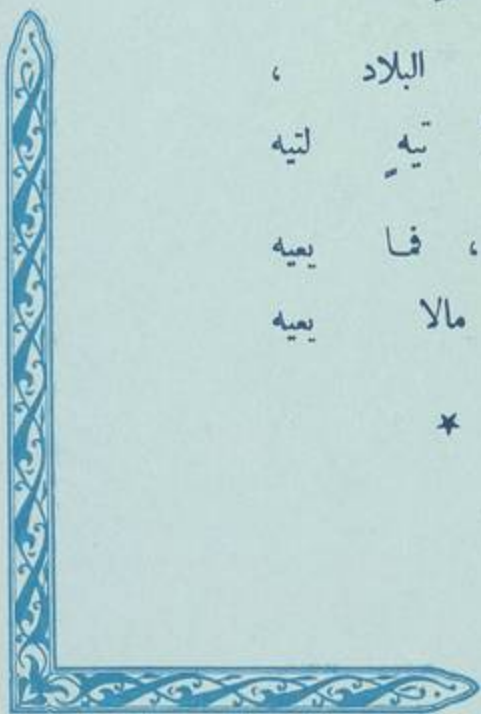 البلاد ،
تيهٍ لتيه
، فما يعيه
مالا يعيه
★